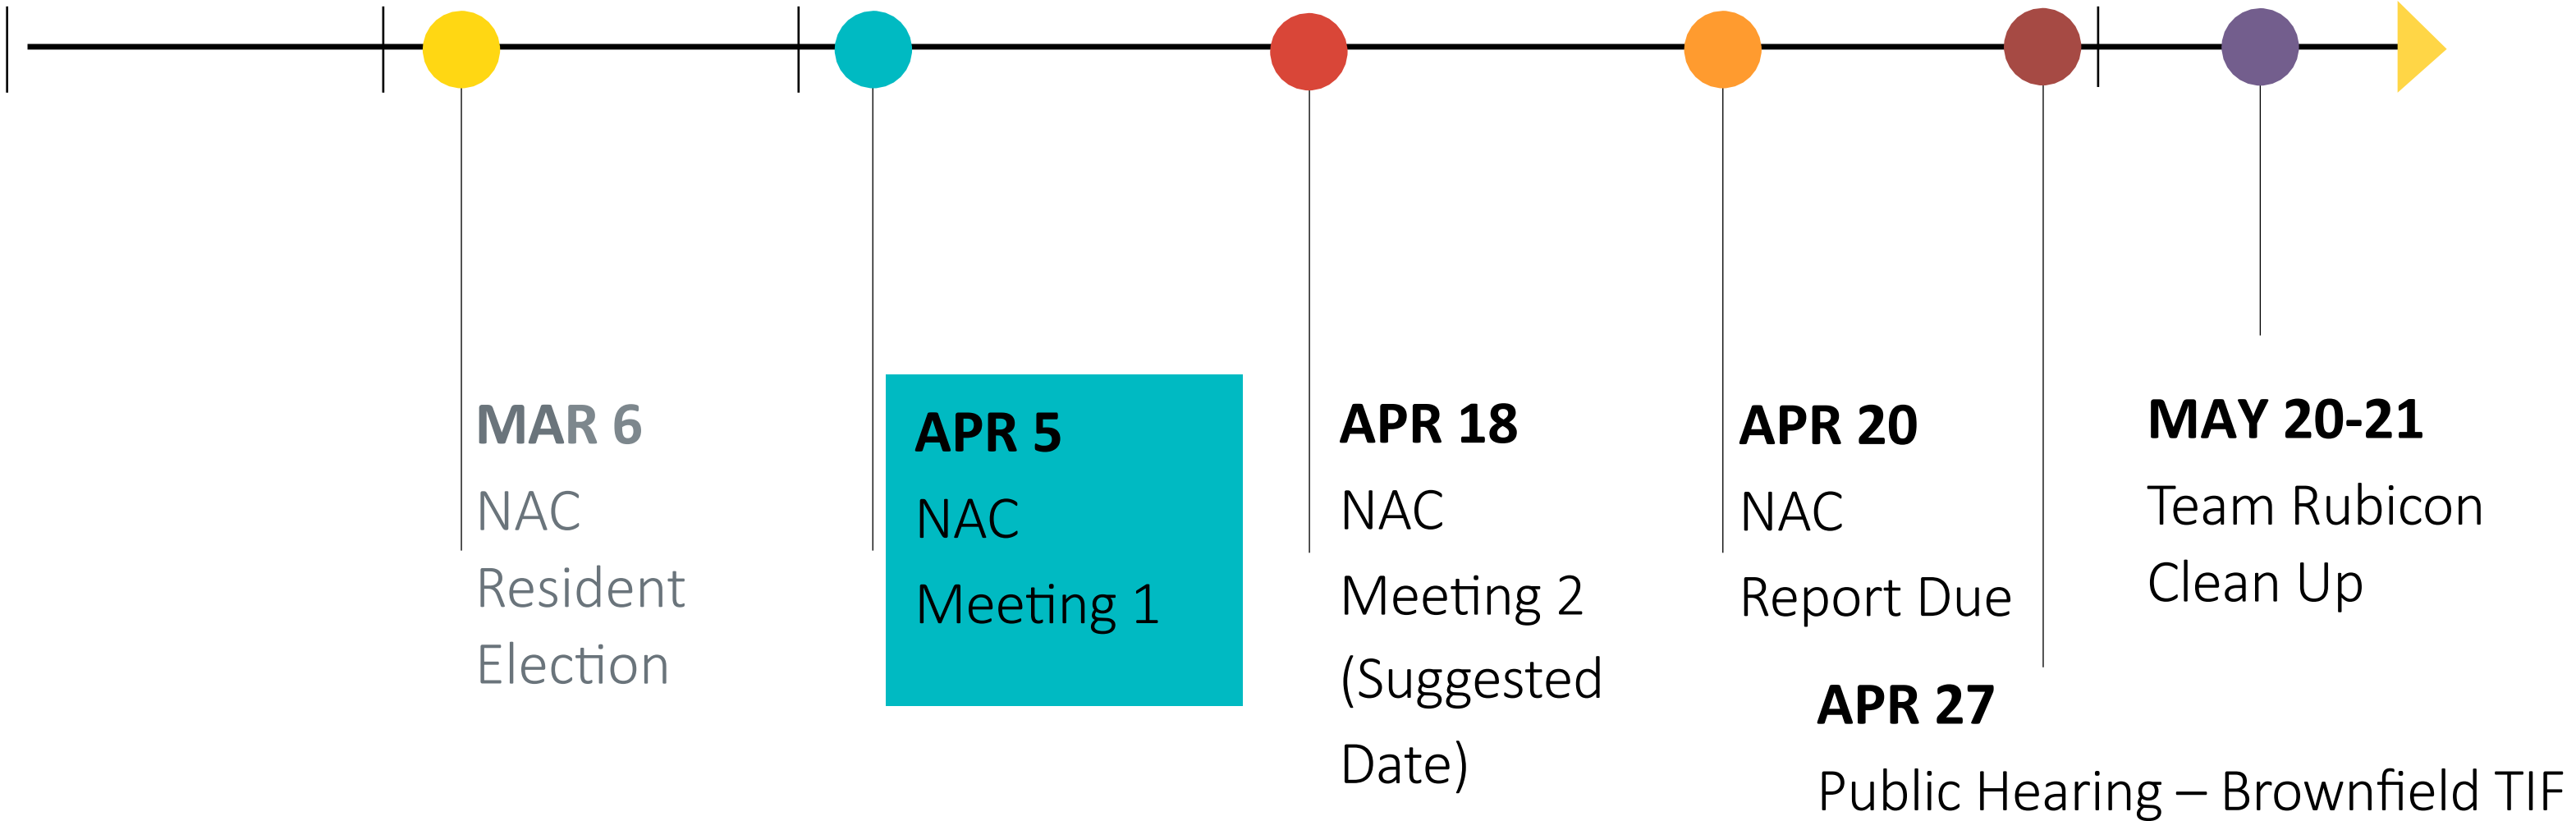 MAR 6
NAC
Resident
Election
APR 5
NAC
Meeting 1
APR 18
NAC
Meeting 2
(Suggested
Date)
APR 20
NAC
Report Due
APR 27
Public Hearing – Brownfield TIF
MAY 20-21
Team Rubicon
Clean Up